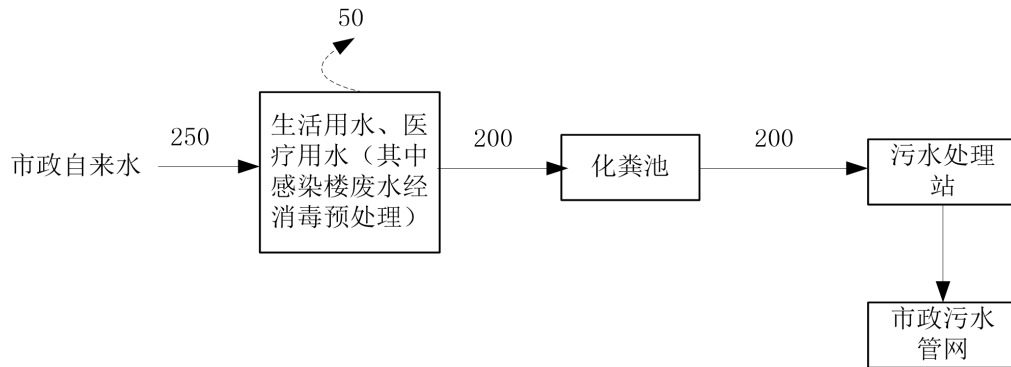 50
250
市政自来水
生活用水、医
疗用水（其中
感染楼废水经
消毒预处理）
200
化粪池
200
污水处理
站
市政污水
管网